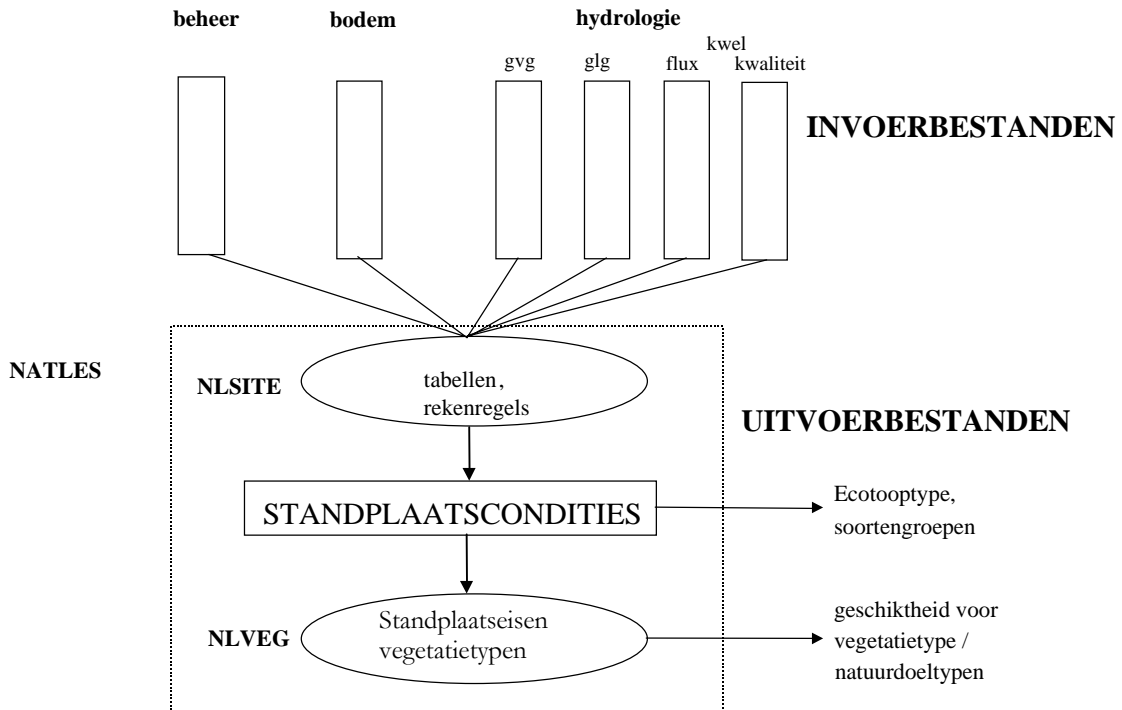 beheer
bodem
hydrologie
kwel
gvg
glg
flux
kwaliteit
INVOERBESTANDEN
NATLES
NLSITE
tabellen,
rekenregels
UITVOERBESTANDEN
STANDPLAATSCONDITIES
Ecotooptype,
soortengroepen
NLVEG
Standplaatseisen
vegetatietypen
geschiktheid voor
vegetatietype /
natuurdoeltypen